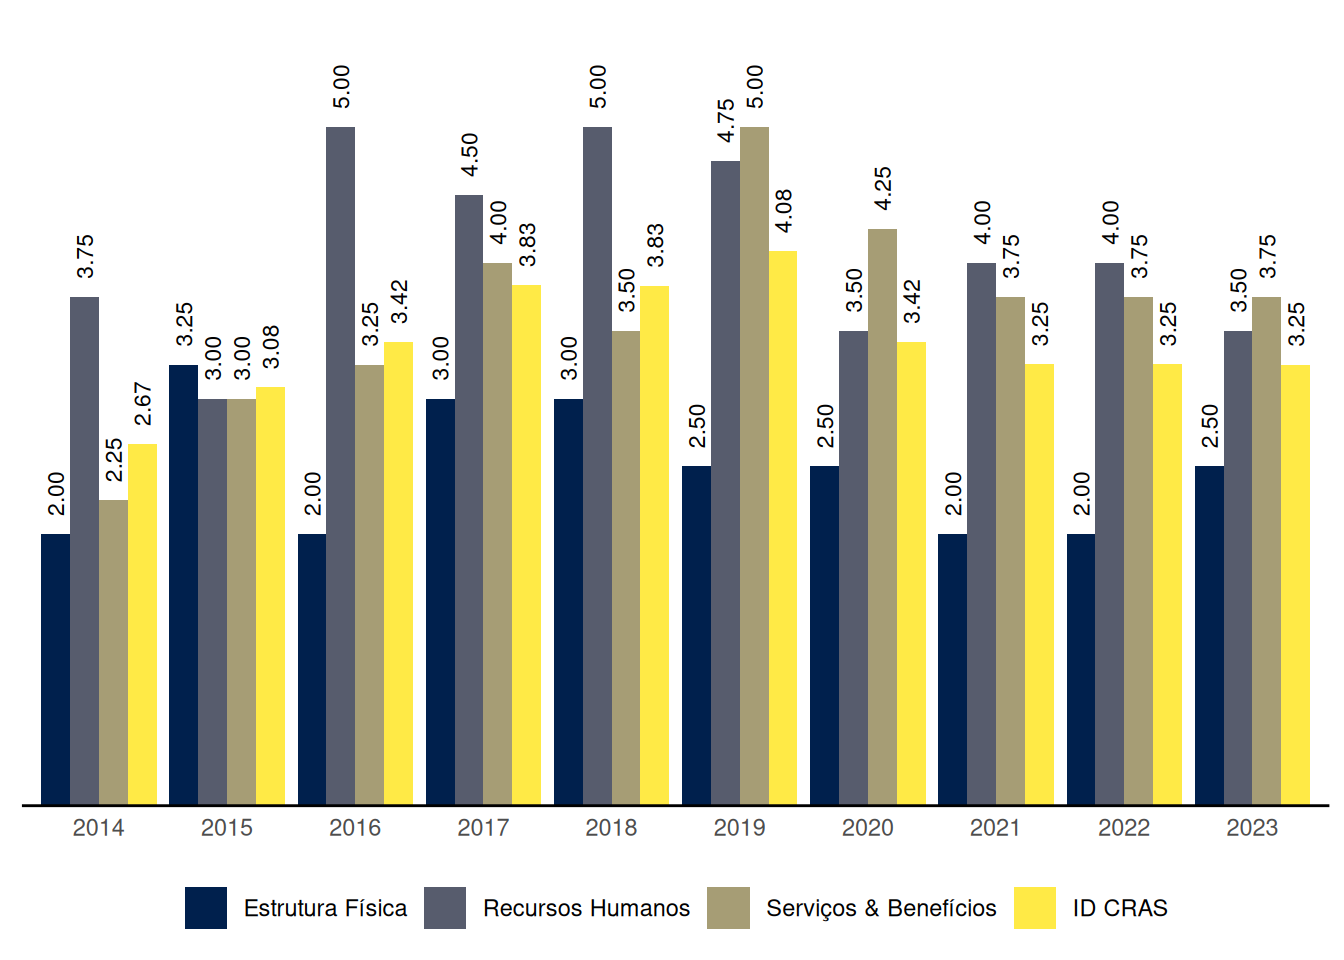 2.00 3.75 2.25 2.67
3.25 3.00 3.00 3.08
2.00 5.00 3.25 3.42
3.00 4.50 4.00 3.83
3.00 5.00 3.50 3.83
2.50 4.75 5.00 4.08
2.50 3.50 4.25 3.42
2.00 4.00 3.75 3.25
2.00 4.00 3.75 3.25
2.50 3.50 3.75 3.25
2014 2015 2016 2017 2018 2019 2020 2021 2022 2023
Estrutura Física Recursos Humanos Serviços & Benefícios ID CRAS